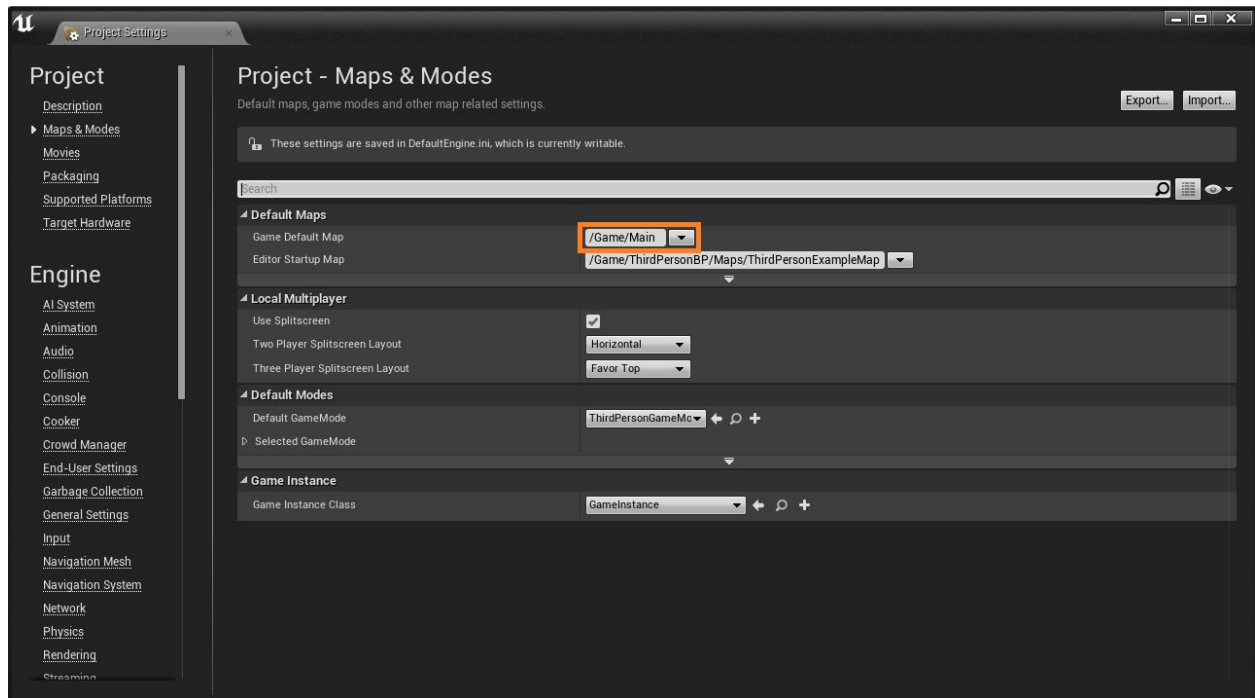 Project Settings
Project
Description
Maps & Modes
Movies
Packaging
Supported Platforms
Target Hardware
Engine
AI System
Animation
Audio
Collision
Console
Cooker
Crowd Manager
End-User Settings
Garbage Collection
General Settings
Input
Navigation Mesh
Navigation System
Network
Physics
Rendering
Streaming
Project - Maps & Modes
Default maps, game modes and other map related settings.
Export... Import...
These settings are saved in DefaultEngine.ini, which is currently writable.
Search
Default Maps
Game Default Map /Game/Main
Editor Startup Map /Game/ThirdPersonBP/Maps/ThirdPersonExampleMap
Local Multiplayer
Use Splitscreen
Two Player Splitscreen Layout Horizontal
Three Player Splitscreen Layout Favor Top
Default Modes
Default GameMode ThirdPersonGameMo
Selected GameMode
Game Instance
Game Instance Class GameInstance